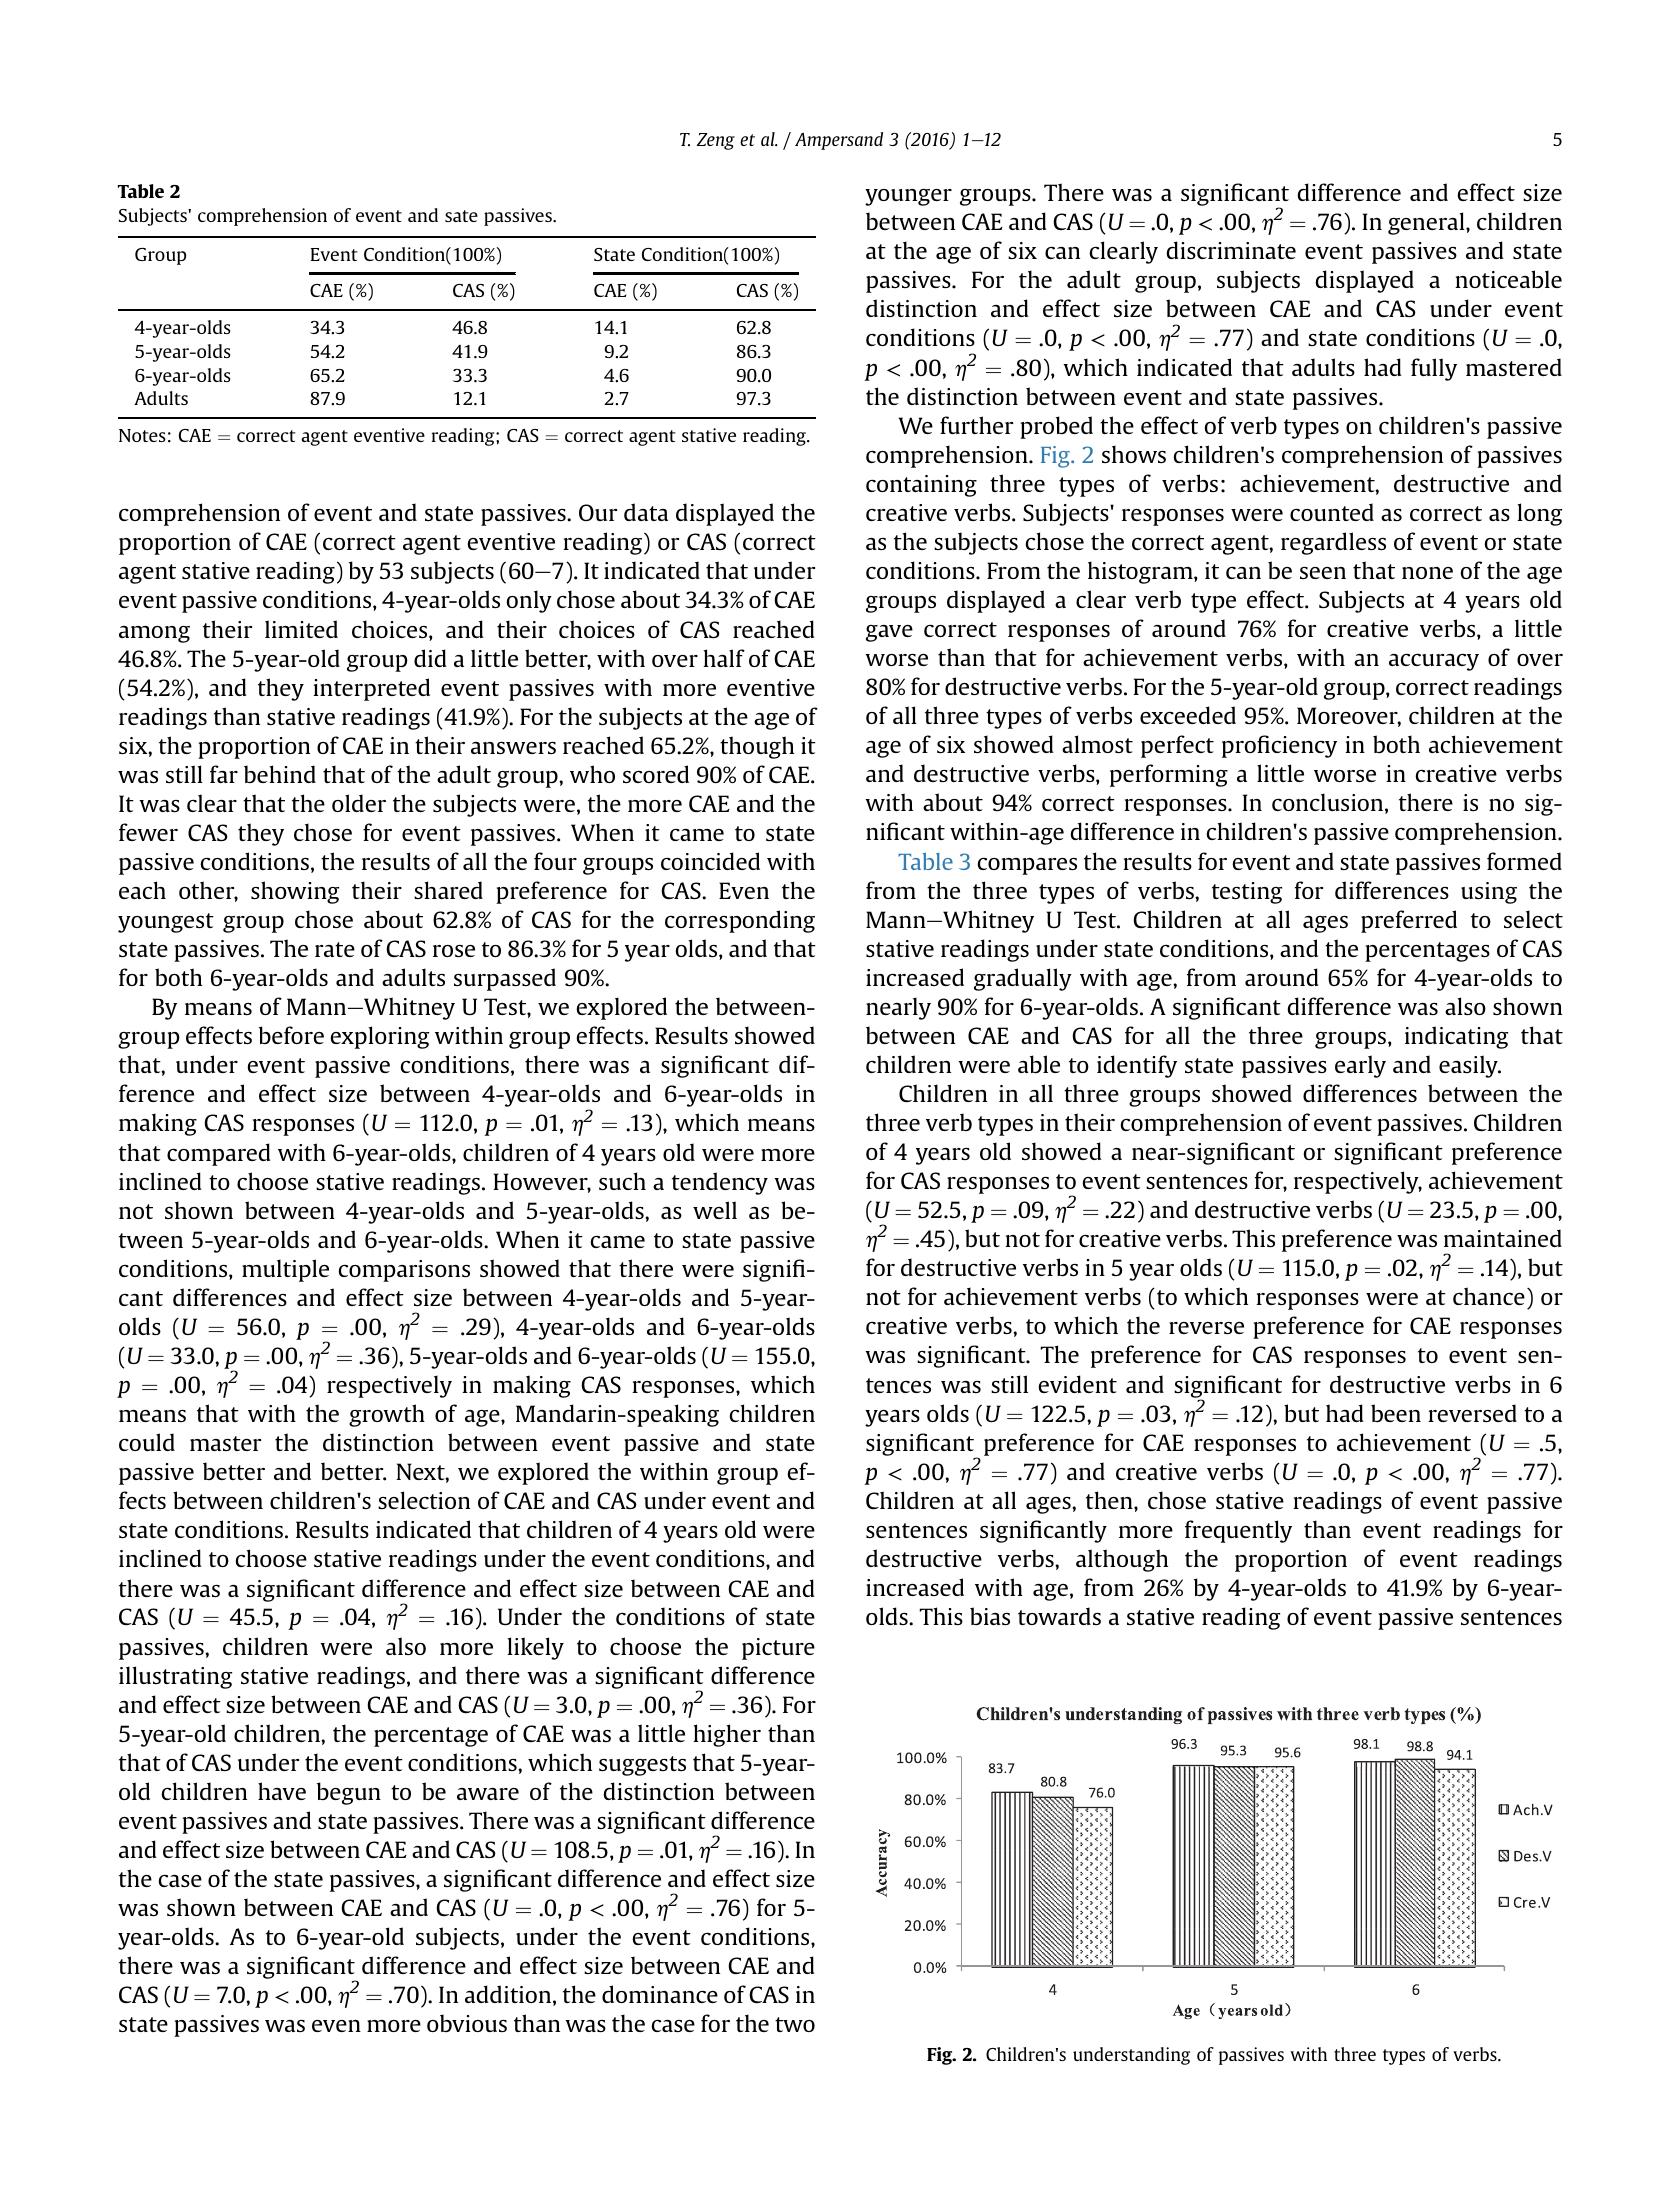 T. Zeng et al. / Ampersand 3 (2016) 1–12
5
Table 2
Subjects' comprehension of event and sate passives.
Group Event Condition(100%) State Condition(100%)
CAE (%) CAS (%) CAE (%) CAS (%)
4-year-olds 34.3 46.8 14.1 62.8
5-year-olds 54.2 41.9 9.2 86.3
6-year-olds 65.2 33.3 4.6 90.0
Adults 87.9 12.1 2.7 97.3
Notes: CAE = correct agent eventive reading; CAS = correct agent stative reading.
comprehension of event and state passives. Our data displayed the
proportion of CAE (correct agent eventive reading) or CAS (correct
agent stative reading) by 53 subjects (60–7). It indicated that under
event passive conditions, 4-year-olds only chose about 34.3% of CAE
among their limited choices, and their choices of CAS reached
46.8%. The 5-year-old group did a little better, with over half of CAE
(54.2%), and they interpreted event passives with more eventive
readings than stative readings (41.9%). For the subjects at the age of
six, the proportion of CAE in their answers reached 65.2%, though it
was still far behind that of the adult group, who scored 90% of CAE.
It was clear that the older the subjects were, the more CAE and the
fewer CAS they chose for event passives. When it came to state
passive conditions, the results of all the four groups coincided with
each other, showing their shared preference for CAS. Even the
youngest group chose about 62.8% of CAS for the corresponding
state passives. The rate of CAS rose to 86.3% for 5 year olds, and that
for both 6-year-olds and adults surpassed 90%.
By means of Mann–Whitney U Test, we explored the between-
group effects before exploring within group effects. Results showed
that, under event passive conditions, there was a significant dif-
ference and effect size between 4-year-olds and 6-year-olds in
making CAS responses (U = 112.0, p = .01, η² = .13), which means
that compared with 6-year-olds, children of 4 years old were more
inclined to choose stative readings. However, such a tendency was
not shown between 4-year-olds and 5-year-olds, as well as be-
tween 5-year-olds and 6-year-olds. When it came to state passive
conditions, multiple comparisons showed that there were signifi-
cant differences and effect size between 4-year-olds and 5-year-
olds (U = 56.0, p = .00, η² = .29), 4-year-olds and 6-year-olds
(U = 33.0, p = .00, η² = .36), 5-year-olds and 6-year-olds (U = 155.0,
p = .00, η² = .04) respectively in making CAS responses, which
means that with the growth of age, Mandarin-speaking children
could master the distinction between event passive and state
passive better and better. Next, we explored the within group ef-
fects between children's selection of CAE and CAS under event and
state conditions. Results indicated that children of 4 years old were
inclined to choose stative readings under the event conditions, and
there was a significant difference and effect size between CAE and
CAS (U = 45.5, p = .04, η² = .16). Under the conditions of state
passives, children were also more likely to choose the picture
illustrating stative readings, and there was a significant difference
and effect size between CAE and CAS (U = 3.0, p = .00, η² = .36). For
5-year-old children, the percentage of CAE was a little higher than
that of CAS under the event conditions, which suggests that 5-year-
old children have begun to be aware of the distinction between
event passives and state passives. There was a significant difference
and effect size between CAE and CAS (U = 108.5, p = .01, η² = .16). In
the case of the state passives, a significant difference and effect size
was shown between CAE and CAS (U = .0, p < .00, η² = .76) for 5-
year-olds. As to 6-year-old subjects, under the event conditions,
there was a significant difference and effect size between CAE and
CAS (U = 7.0, p < .00, η² = .70). In addition, the dominance of CAS in
state passives was even more obvious than was the case for the two
younger groups. There was a significant difference and effect size
between CAE and CAS (U = .0, p < .00, η² = .76). In general, children
at the age of six can clearly discriminate event passives and state
passives. For the adult group, subjects displayed a noticeable
distinction and effect size between CAE and CAS under event
conditions (U = .0, p < .00, η² = .77) and state conditions (U = .0,
p < .00, η² = .80), which indicated that adults had fully mastered
the distinction between event and state passives.
We further probed the effect of verb types on children's passive
comprehension. Fig. 2 shows children's comprehension of passives
containing three types of verbs: achievement, destructive and
creative verbs. Subjects' responses were counted as correct as long
as the subjects chose the correct agent, regardless of event or state
conditions. From the histogram, it can be seen that none of the age
groups displayed a clear verb type effect. Subjects at 4 years old
gave correct responses of around 76% for creative verbs, a little
worse than that for achievement verbs, with an accuracy of over
80% for destructive verbs. For the 5-year-old group, correct readings
of all three types of verbs exceeded 95%. Moreover, children at the
age of six showed almost perfect proficiency in both achievement
and destructive verbs, performing a little worse in creative verbs
with about 94% correct responses. In conclusion, there is no sig-
nificant within-age difference in children's passive comprehension.
Table 3 compares the results for event and state passives formed
from the three types of verbs, testing for differences using the
Mann–Whitney U Test. Children at all ages preferred to select
stative readings under state conditions, and the percentages of CAS
increased gradually with age, from around 65% for 4-year-olds to
nearly 90% for 6-year-olds. A significant difference was also shown
between CAE and CAS for all the three groups, indicating that
children were able to identify state passives early and easily.
Children in all three groups showed differences between the
three verb types in their comprehension of event passives. Children
of 4 years old showed a near-significant or significant preference
for CAS responses to event sentences for, respectively, achievement
(U = 52.5, p = .09, η² = .22) and destructive verbs (U = 23.5, p = .00,
η² = .45), but not for creative verbs. This preference was maintained
for destructive verbs in 5 year olds (U = 115.0, p = .02, η² = .14), but
not for achievement verbs (to which responses were at chance) or
creative verbs, to which the reverse preference for CAE responses
was significant. The preference for CAS responses to event sen-
tences was still evident and significant for destructive verbs in 6
years olds (U = 122.5, p = .03, η² = .12), but had been reversed to a
significant preference for CAE responses to achievement (U = .5,
p < .00, η² = .77) and creative verbs (U = .0, p < .00, η² = .77).
Children at all ages, then, chose stative readings of event passive
sentences significantly more frequently than event readings for
destructive verbs, although the proportion of event readings
increased with age, from 26% by 4-year-olds to 41.9% by 6-year-
olds. This bias towards a stative reading of event passive sentences
Children's understanding of passives with three verb types (%)
100.0%
80.0%
60.0%
40.0%
20.0%
0.0%
Accuracy
83.7 80.8 76.0
96.3 95.3 95.6
98.1 98.8 94.1
4 5 6
Age ( years old )
Ach.V
Des.V
Cre.V
Fig. 2. Children's understanding of passives with three types of verbs.